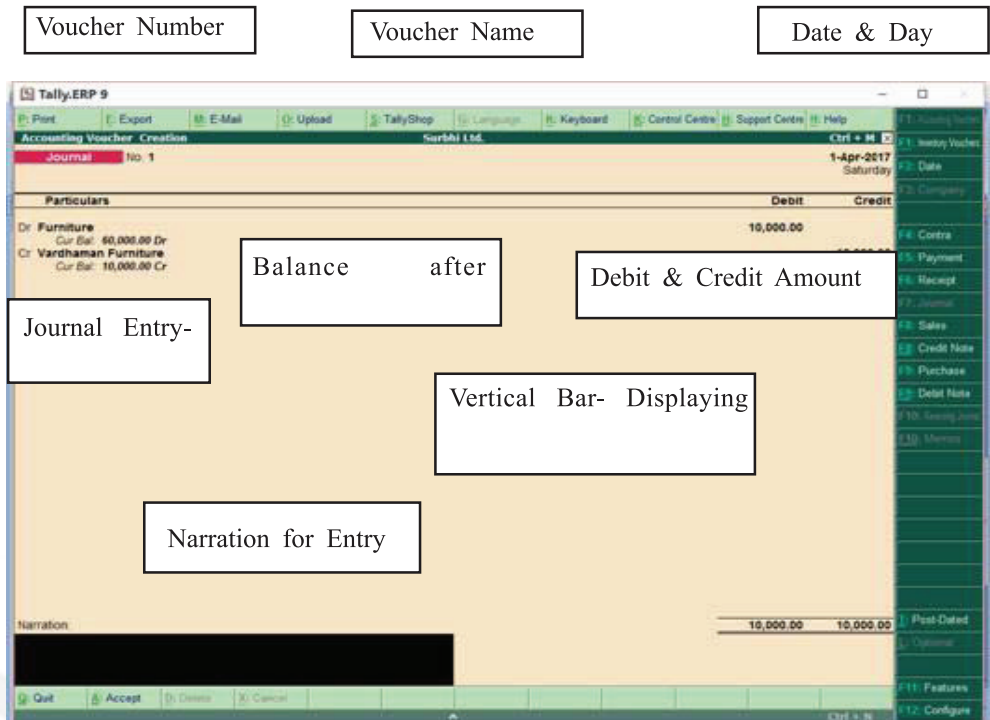 Voucher Number
Voucher Name
Date & Day
Tally.ERP 9
P: Print E: Export M: E-Mail O: Upload S: TallyShop G: Language K: Keyboard K: Control Centre H: Support Centre H: Help
Accounting Voucher Creation Surbhi Ltd. Ctrl + M
Journal No. 1 1-Apr-2017
Saturday
Particulars Debit Credit
Dr Furniture 10,000.00
Cur Bal: 60,000.00 Dr
Cr Vardhaman Furniture
Cur Bal: 10,000.00 Cr
Balance after
Debit & Credit Amount
Journal Entry-
Vertical Bar- Displaying
Narration for Entry
Narration: 10,000.00 10,000.00
Q: Quit A: Accept D: Delete X: Cancel
Ctrl + N
F1: Inventory Vouchers
F2: Date
F3: Company
F4: Contra
F5: Payment
F6: Receipt
F7: Journal
F8: Sales
F8: Credit Note
F9: Purchase
F9: Debit Note
F10: Memos
T: Post-Dated
L: Optional
F11: Features
F12: Configure